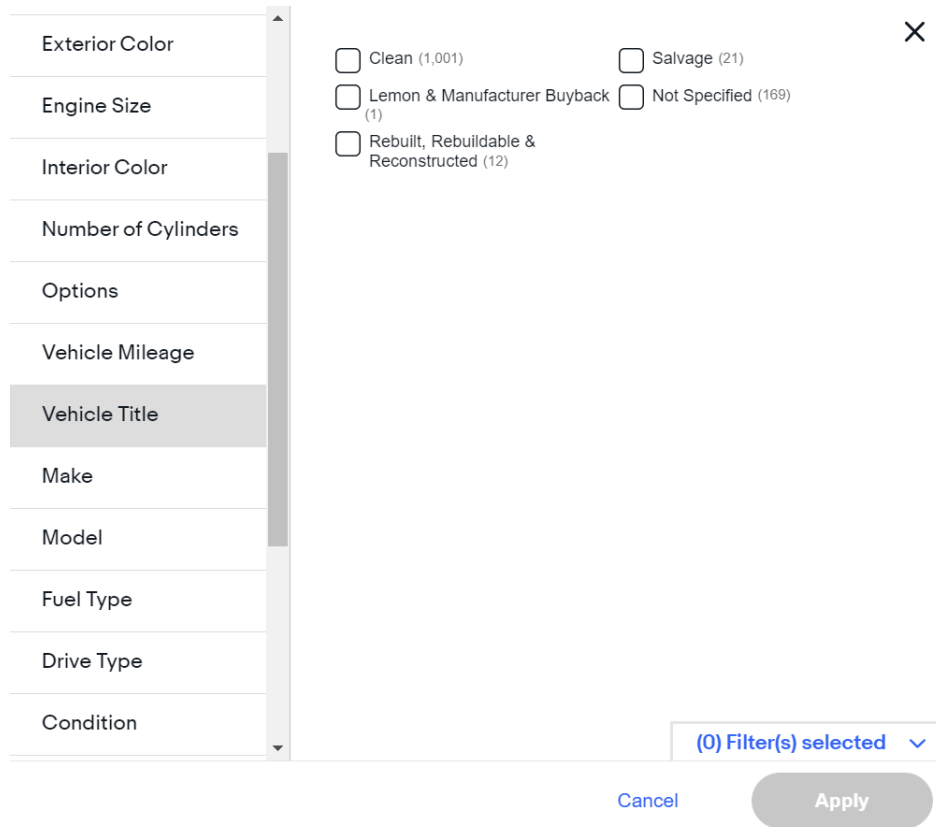 Exterior Color
Engine Size
Interior Color
Number of Cylinders
Options
Vehicle Mileage
Vehicle Title
Make
Model
Fuel Type
Drive Type
Condition
Clean (1,001)
Salvage (21)
Lemon & Manufacturer Buyback
(1)
Not Specified (169)
Rebuilt, Rebuildable &
Reconstructed (12)
(0) Filter(s) selected
Cancel
Apply